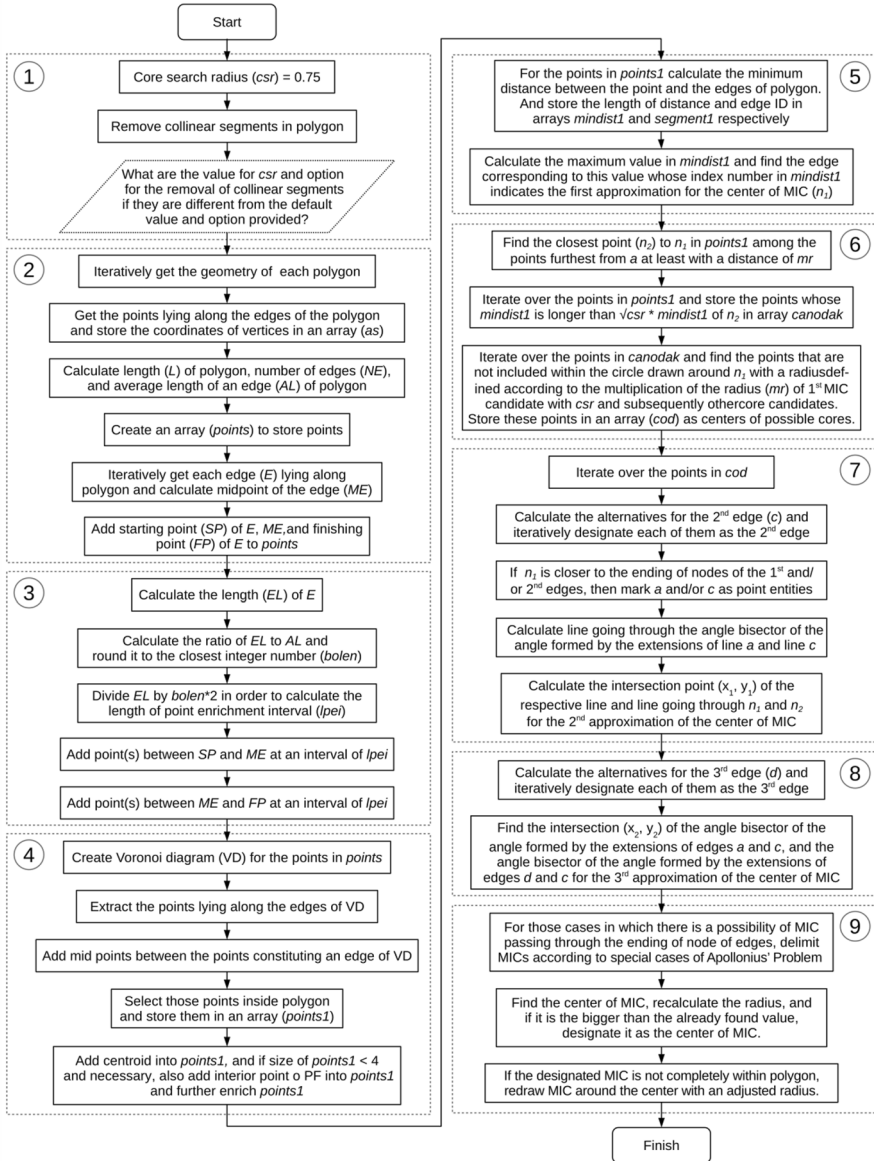 Start
1
Core search radius (csr) = 0.75
Remove collinear segments in polygon
What are the value for csr and option
for the removal of collinear segments
if they are different from the default
value and option provided?
2
Iteratively get the geometry of each polygon
Get the points lying along the edges of the polygon
and store the coordinates of vertices in an array (as)
Calculate length (L) of polygon, number of edges (NE),
and average length of an edge (AL) of polygon
Create an array (points) to store points
Iteratively get each edge (E) lying along
polygon and calculate midpoint of the edge (ME)
Add starting point (SP) of E, ME,and finishing
point (FP) of E to points
3
Calculate the length (EL) of E
Calculate the ratio of EL to AL and
round it to the closest integer number (bolen)
Divide EL by bolen*2 in order to calculate the
length of point enrichment interval (lpei)
Add point(s) between SP and ME at an interval of lpei
Add point(s) between ME and FP at an interval of lpei
4
Create Voronoi diagram (VD) for the points in points
Extract the points lying along the edges of VD
Add mid points between the points constituting an edge of VD
Select those points inside polygon
and store them in an array (points1)
Add centroid into points1, and if size of points1 < 4
and necessary, also add interior point o PF into points1
and further enrich points1
5
For the points in points1 calculate the minimum
distance between the point and the edges of polygon.
And store the length of distance and edge ID in
arrays mindist1 and segment1 respectively
Calculate the maximum value in mindist1 and find the edge
corresponding to this value whose index number in mindist1
indicates the first approximation for the center of MIC (n₁)
6
Find the closest point (n₂) to n₁ in points1 among the
points furthest from a at least with a distance of mr
Iterate over the points in points1 and store the points whose
mindist1 is longer than √csr * mindist1 of n₂ in array canodak
Iterate over the points in canodak and find the points that are
not included within the circle drawn around n₁ with a radiusdef-
ined according to the multiplication of the radius (mr) of 1st MIC
candidate with csr and subsequently othercore candidates.
Store these points in an array (cod) as centers of possible cores.
7
Iterate over the points in cod
Calculate the alternatives for the 2nd edge (c) and
iteratively designate each of them as the 2nd edge
If n₁ is closer to the ending of nodes of the 1st and/
or 2nd edges, then mark a and/or c as point entities
Calculate line going through the angle bisector of the
angle formed by the extensions of line a and line c
Calculate the intersection point (x₁, y₁) of the
respective line and line going through n₁ and n₂
for the 2nd approximation of the center of MIC
8
Calculate the alternatives for the 3rd edge (d) and
iteratively designate each of them as the 3rd edge
Find the intersection (x₂, y₂) of the angle bisector of the
angle formed by the extensions of edges a and c, and the
angle bisector of the angle formed by the extensions of
edges d and c for the 3rd approximation of the center of MIC
9
For those cases in which there is a possibility of MIC
passing through the ending of node of edges, delimit
MICs according to special cases of Apollonius' Problem
Find the center of MIC, recalculate the radius, and
if it is the bigger than the already found value,
designate it as the center of MIC.
If the designated MIC is not completely within polygon,
redraw MIC around the center with an adjusted radius.
Finish